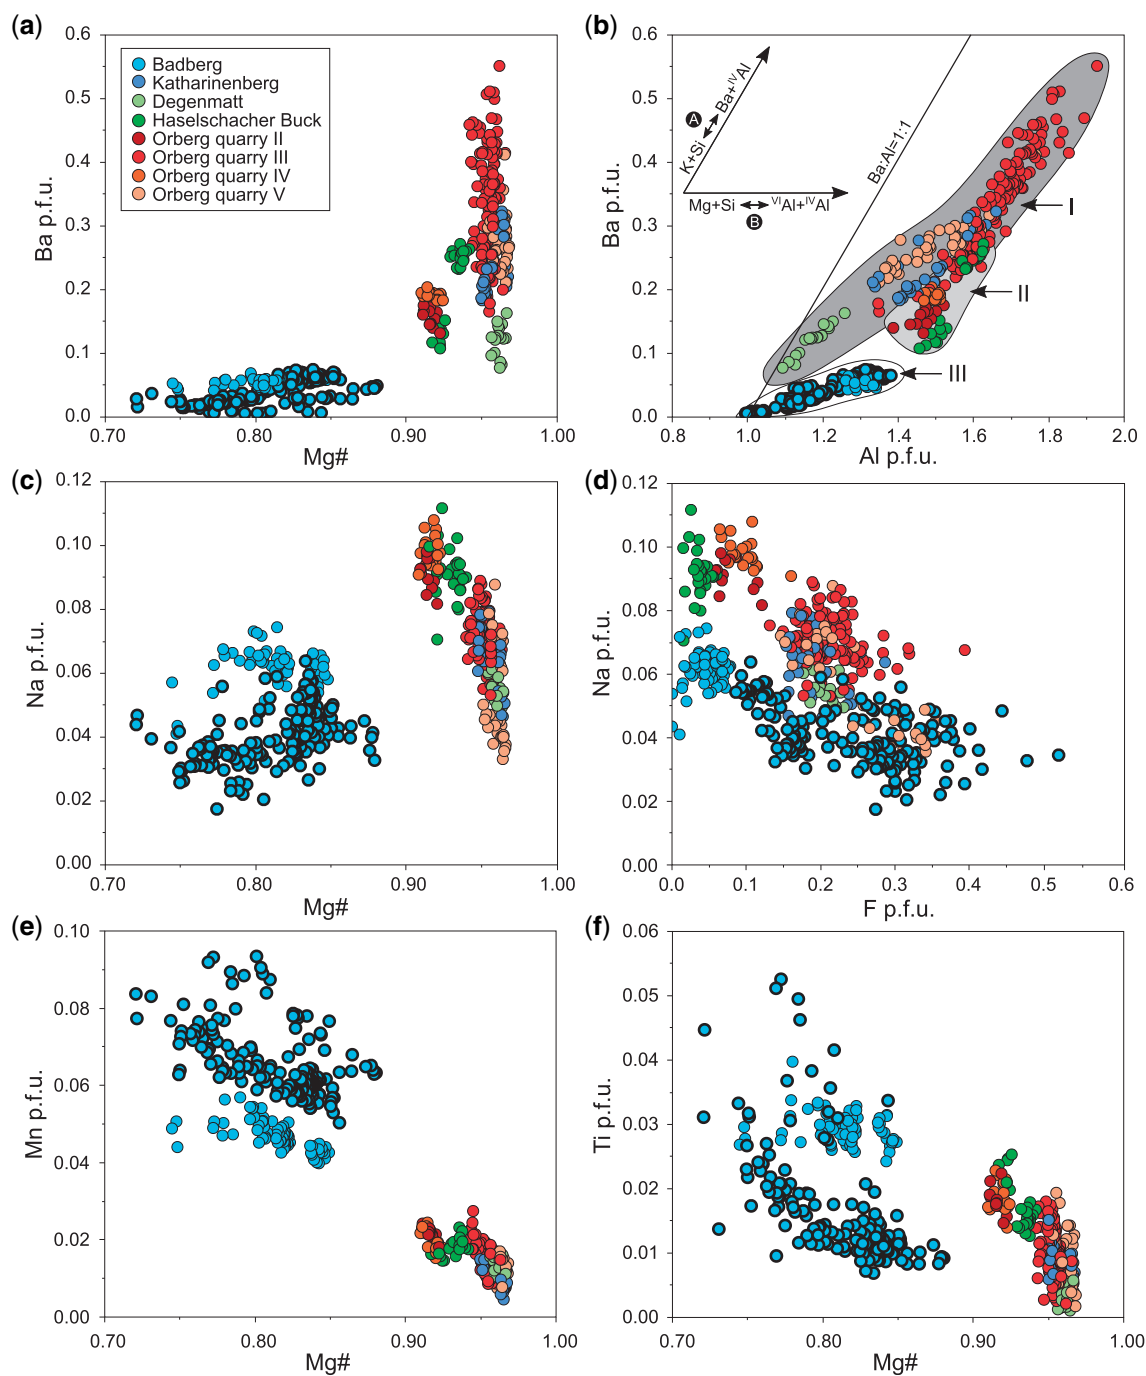 (a)
0.6
0.5
0.4
0.3
0.2
0.1
0.0
Ba p.f.u.
Badberg
Katharinenberg
Degenmatt
Haselschacher Buck
Orberg quarry II
Orberg quarry III
Orberg quarry IV
Orberg quarry V
0.70 0.80 0.90 1.00
Mg#
(b)
0.6
0.5
0.4
0.3
0.2
0.1
0.0
Ba p.f.u.
K+Si ↔ Ba+IVAl
A
Mg+Si ↔ VIAl+IVAl
B
Ba:Al=1:1
I
II
III
0.8 1.0 1.2 1.4 1.6 1.8 2.0
Al p.f.u.
(c)
0.12
0.10
0.08
0.06
0.04
0.02
0.00
Na p.f.u.
0.70 0.80 0.90 1.00
Mg#
(d)
0.12
0.10
0.08
0.06
0.04
0.02
0.00
Na p.f.u.
0.0 0.1 0.2 0.3 0.4 0.5 0.6
F p.f.u.
(e)
0.10
0.08
0.06
0.04
0.02
0.00
Mn p.f.u.
0.70 0.80 0.90 1.00
Mg#
(f)
0.06
0.05
0.04
0.03
0.02
0.01
0.00
Ti p.f.u.
0.70 0.80 0.90 1.00
Mg#